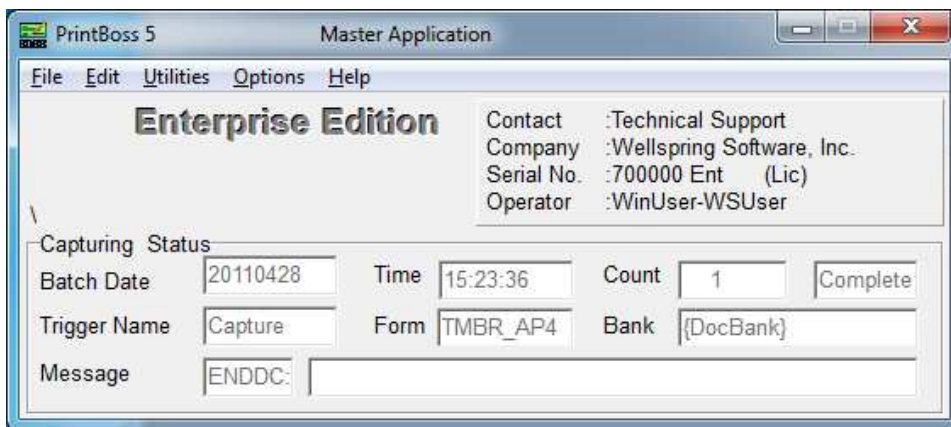 PrintBoss 5 Master Application
File Edit Utilities Options Help
Enterprise Edition
Contact :Technical Support
Company :Wellspring Software, Inc.
Serial No. :700000 Ent (Lic)
Operator :WinUser-WSUser
\
Capturing Status
Batch Date 20110428 Time 15:23:36 Count 1 Complete
Trigger Name Capture Form TMBR_AP4 Bank {DocBank}
Message ENDDC: